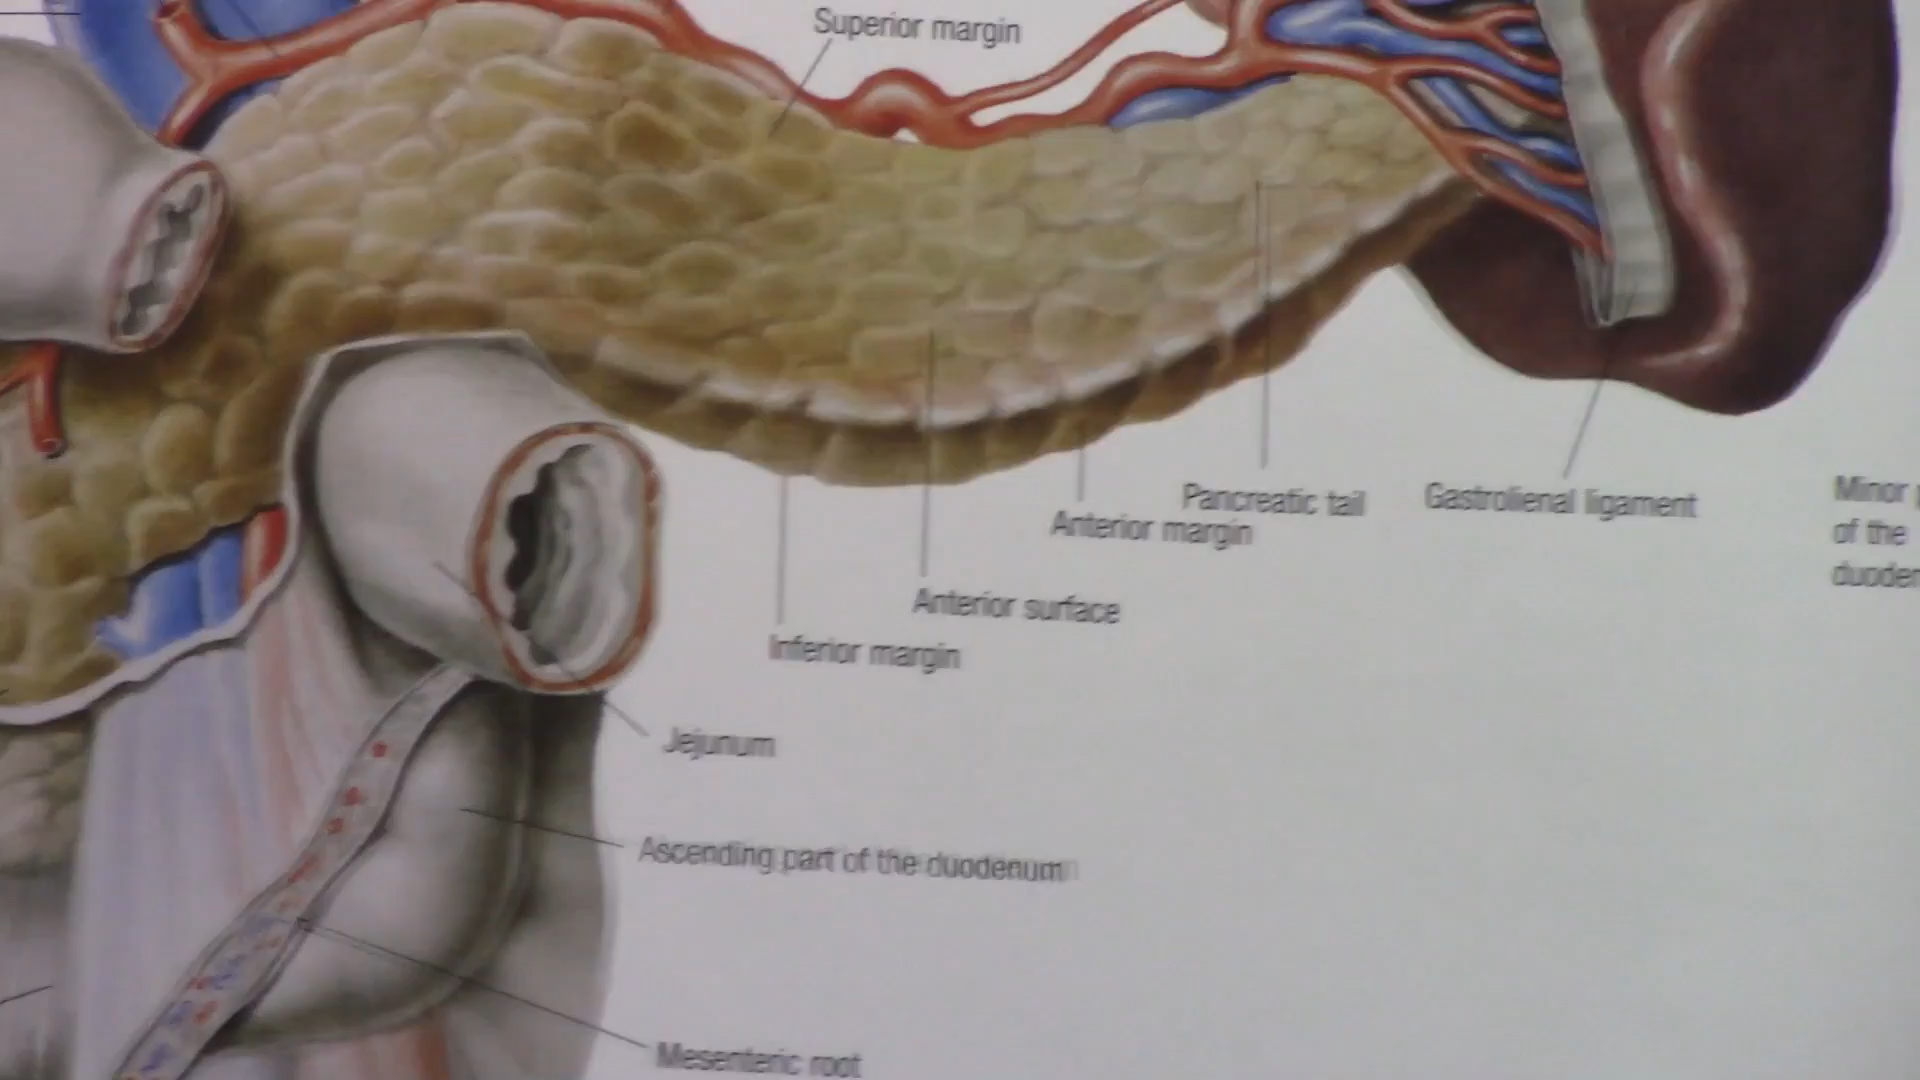 Superior margin
Pancreatic tail
Gastrolienal ligament
Minor
of the
Anterior margin
Anterior surface
Inferior margin
Jejunum
Ascending part of the duodenum
Mesenteric root